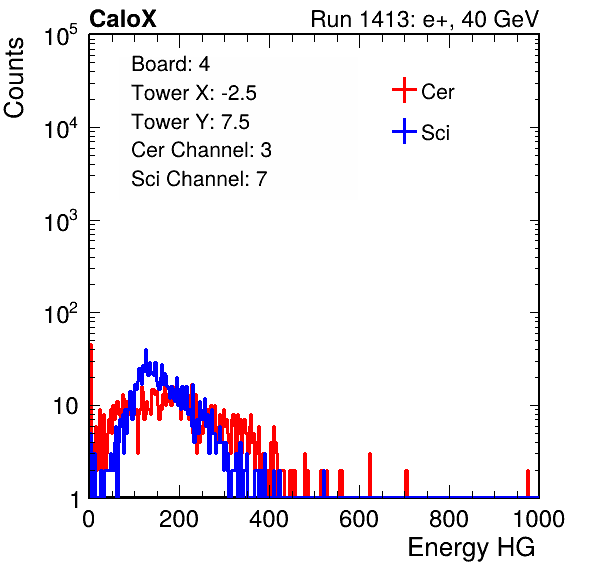 CaloX Run 1413: e+, 40 GeV
Counts
Board: 4
Tower X: -2.5
Tower Y: 7.5
Cer Channel: 3
Sci Channel: 7
Cer
Sci
10^5
10^4
10^3
10^2
10
1
0 200 400 600 800 1000
Energy HG